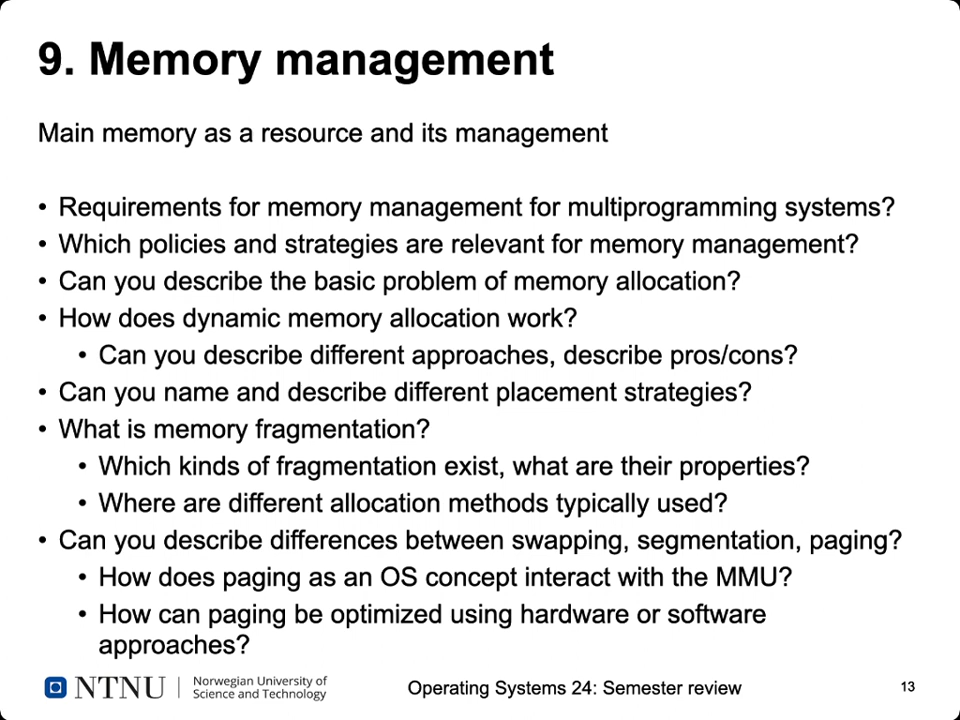 9. Memory management
Main memory as a resource and its management
• Requirements for memory management for multiprogramming systems?
• Which policies and strategies are relevant for memory management?
• Can you describe the basic problem of memory allocation?
• How does dynamic memory allocation work?
• Can you describe different approaches, describe pros/cons?
• Can you name and describe different placement strategies?
• What is memory fragmentation?
• Which kinds of fragmentation exist, what are their properties?
• Where are different allocation methods typically used?
• Can you describe differences between swapping, segmentation, paging?
• How does paging as an OS concept interact with the MMU?
• How can paging be optimized using hardware or software
approaches?
NTNU
Norwegian University of
Science and Technology
Operating Systems 24: Semester review
13